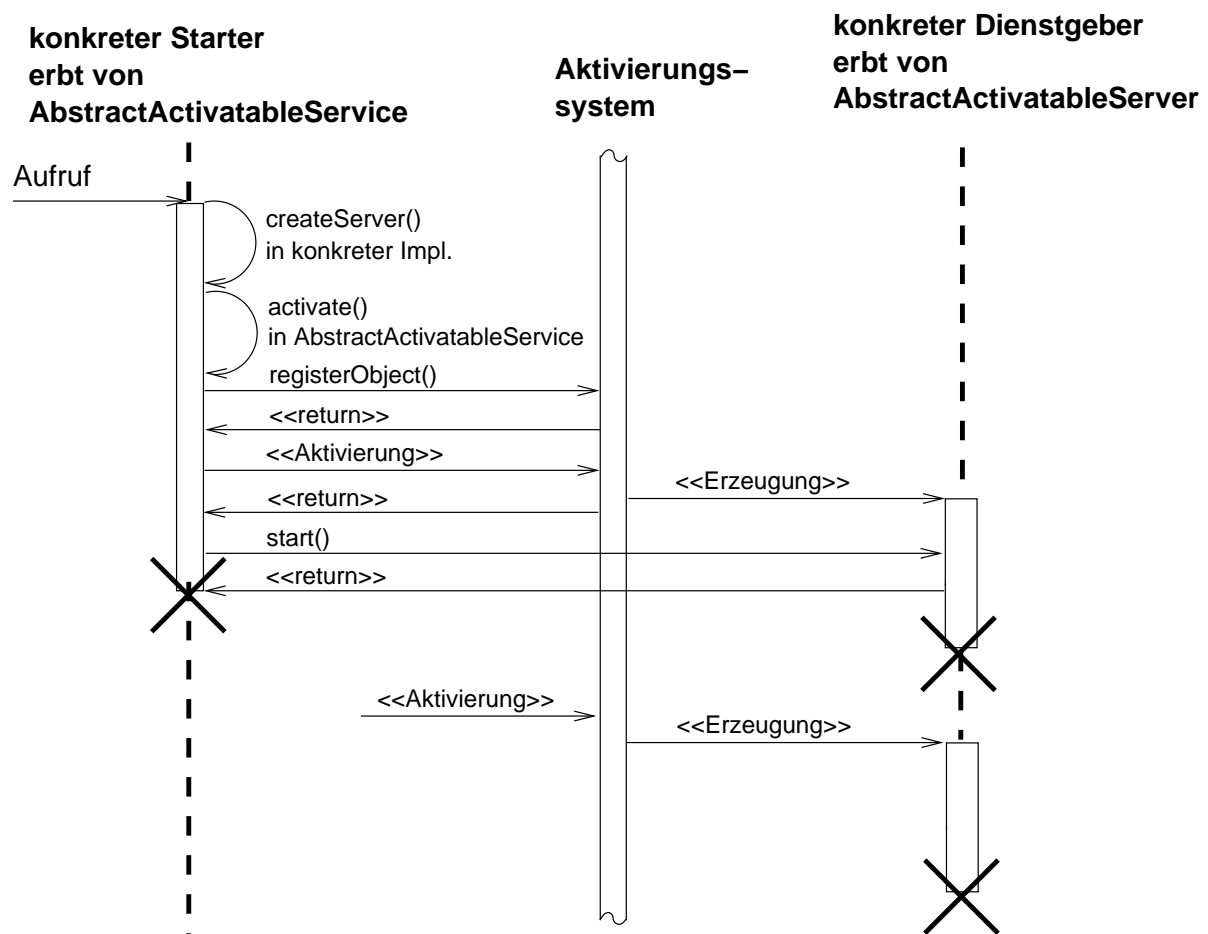 konkreter Starter
erbt von
AbstractActivatableService
Aktivierungs–
system
konkreter Dienstgeber
erbt von
AbstractActivatableServer
Aufruf
createServer()
in konkreter Impl.
activate()
in AbstractActivatableService
registerObject()
<<return>>
<<Aktivierung>>
<<Erzeugung>>
<<return>>
start()
<<return>>
<<Aktivierung>>
<<Erzeugung>>